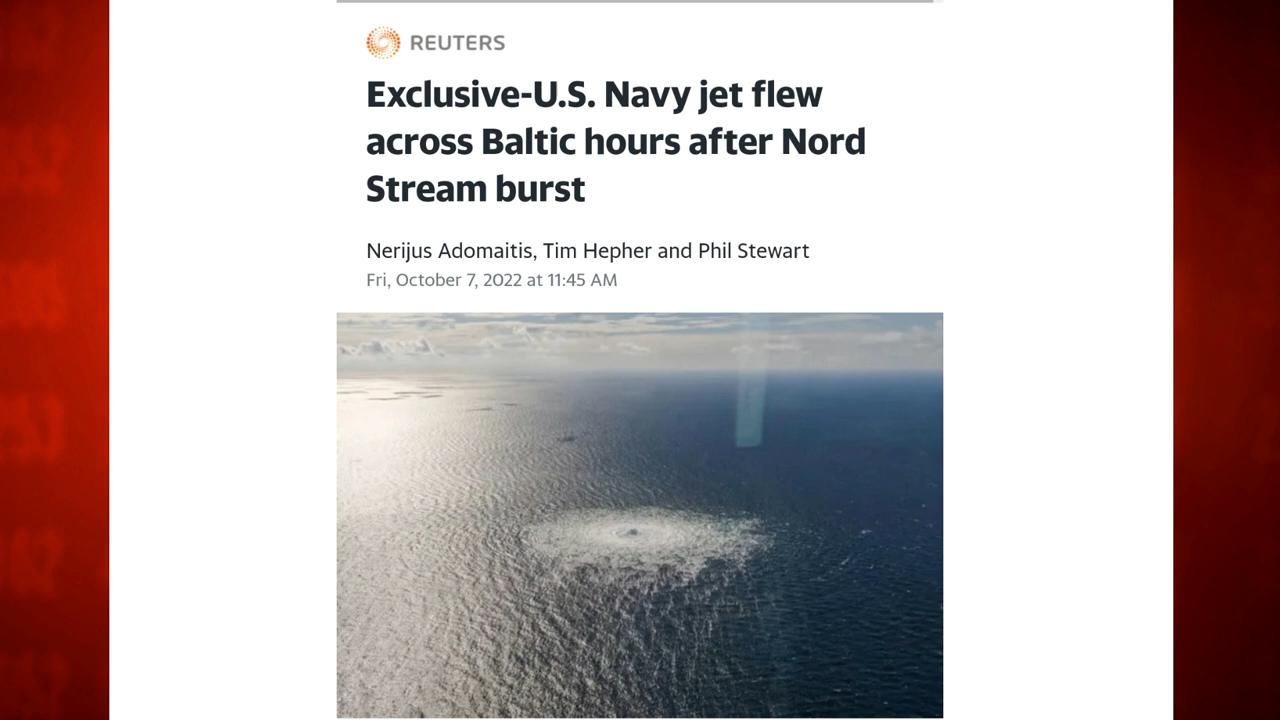 REUTERS
Exclusive-U.S. Navy jet flew
across Baltic hours after Nord
Stream burst
Nerijus Adomaitis, Tim Hepher and Phil Stewart
Fri, October 7, 2022 at 11:45 AM